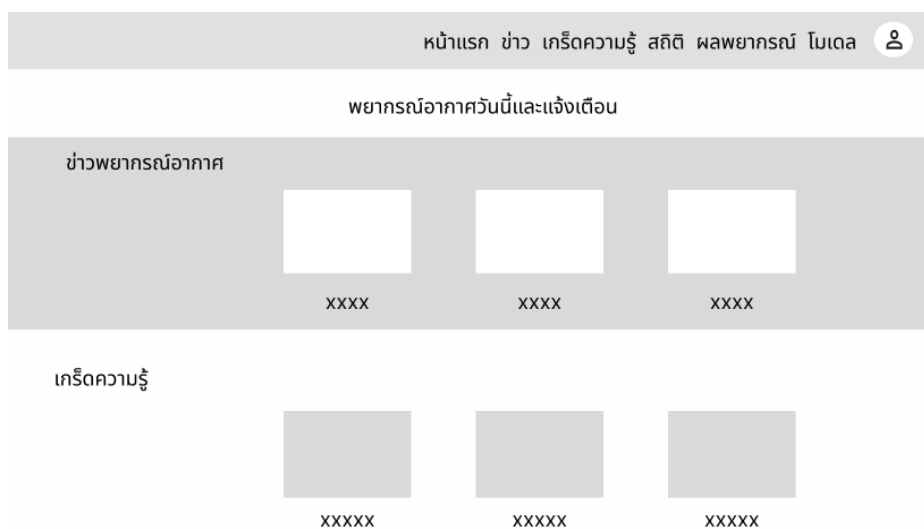 หน้าแรก ข่าว เกร็ดความรู้ สถิติ ผลพยากรณ์ โมเดล
พยากรณ์อากาศวันนี้และแจ้งเตือน
ข่าวพยากรณ์อากาศ
xxxx xxxx xxxx
เกร็ดความรู้
xxxxx xxxxx xxxxx